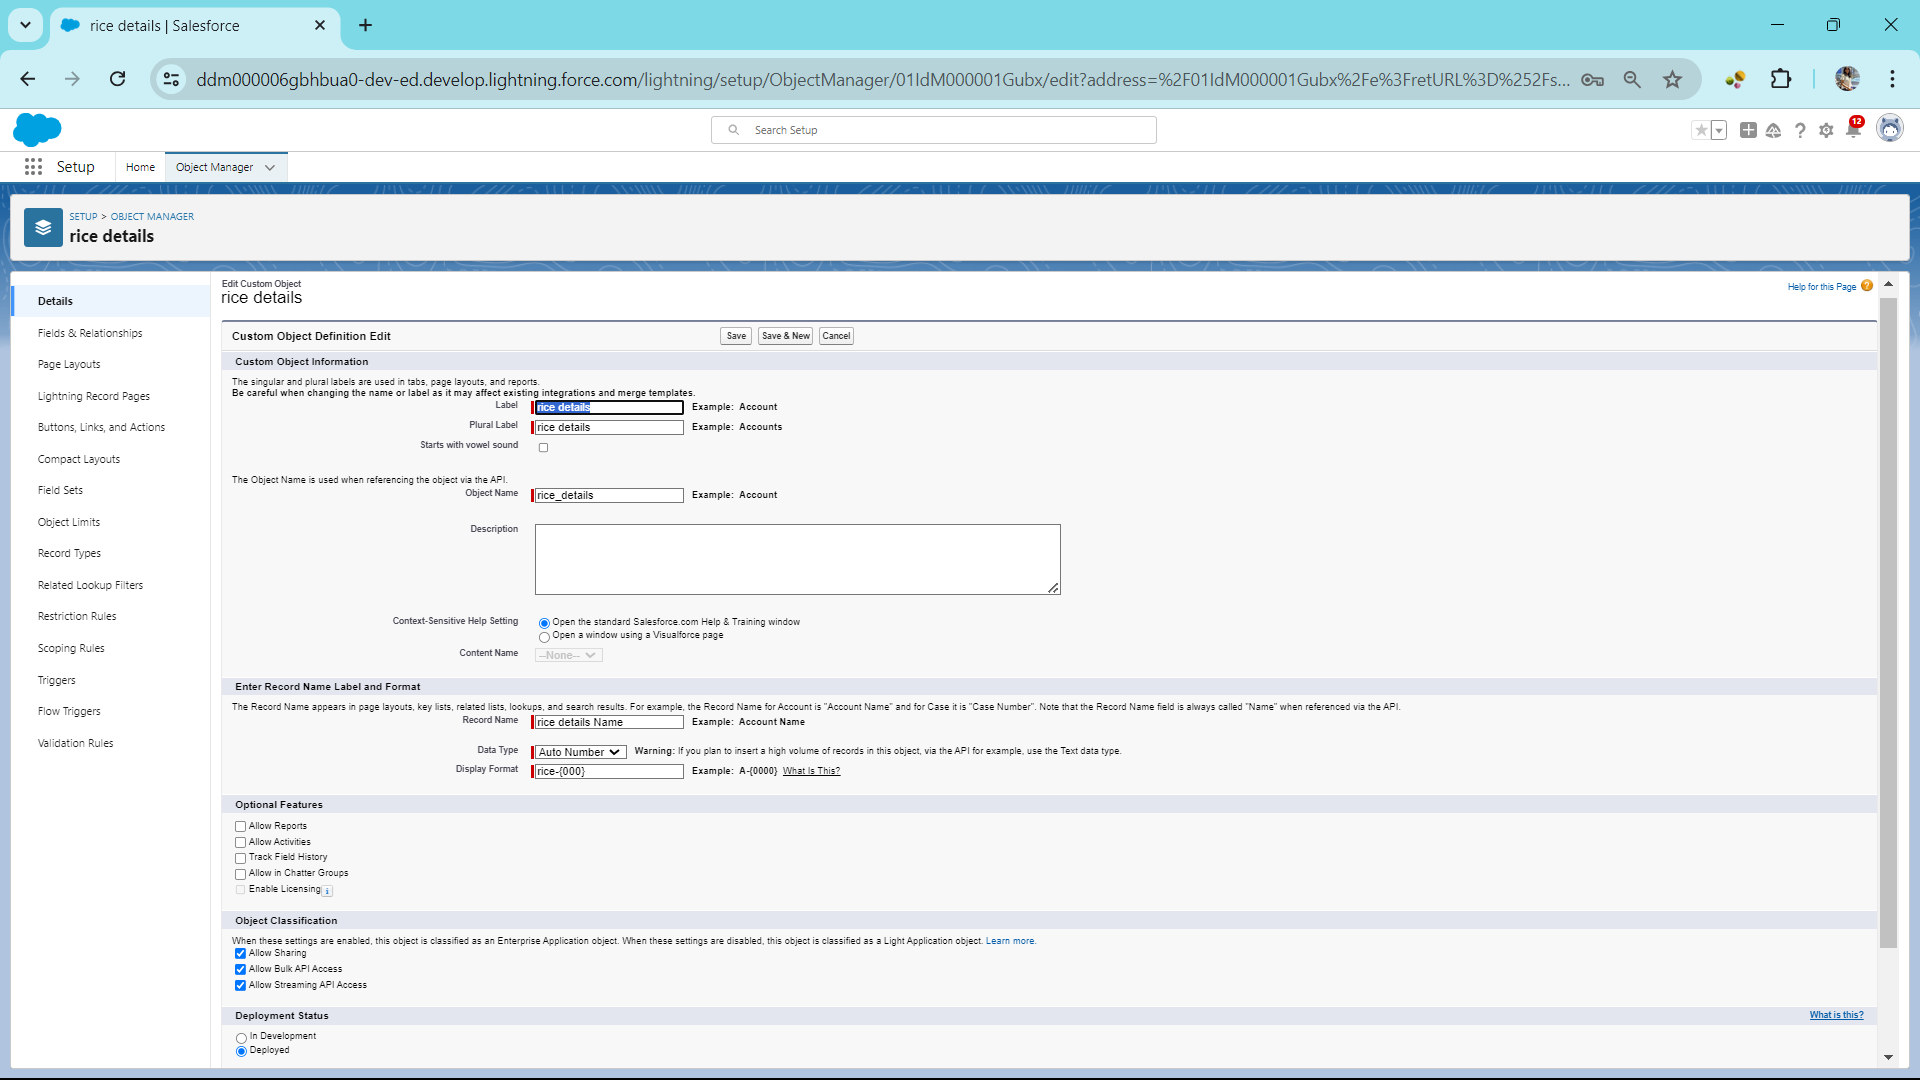 rice details | Salesforce
ddm000006gbhbua0-dev-ed.develop.lightning.force.com/lightning/setup/ObjectManager/01IdM000001Gubx/edit?address=%2F01IdM000001Gubx%2Fe%3FretURL%3D%252Fs...
Search Setup
12
Setup
Home
Object Manager
SETUP > OBJECT MANAGER
rice details
Details
Fields & Relationships
Page Layouts
Lightning Record Pages
Buttons, Links, and Actions
Compact Layouts
Field Sets
Object Limits
Record Types
Related Lookup Filters
Restriction Rules
Scoping Rules
Triggers
Flow Triggers
Validation Rules
Edit Custom Object
rice details
Help for this Page
Custom Object Definition Edit
Save
Save & New
Cancel
Custom Object Information
The singular and plural labels are used in tabs, page layouts, and reports.
Be careful when changing the name or label as it may affect existing integrations and merge templates.
Label rice details Example: Account
Plural Label rice details Example: Accounts
Starts with vowel sound
The Object Name is used when referencing the object via the API.
Object Name rice_details Example: Account
Description
Context-Sensitive Help Setting Open the standard Salesforce.com Help & Training window
Open a window using a Visualforce page
Content Name --None--
Enter Record Name Label and Format
The Record Name appears in page layouts, key lists, related lists, lookups, and search results. For example, the Record Name for Account is "Account Name" and for Case it is "Case Number". Note that the Record Name field is always called "Name" when referenced via the API.
Record Name rice details Name Example: Account Name
Data Type Auto Number Warning: If you plan to insert a high volume of records in this object, via the API for example, use the Text data type.
Display Format rice-{000} Example: A-{0000} What Is This?
Optional Features
Allow Reports
Allow Activities
Track Field History
Allow in Chatter Groups
Enable Licensing i
Object Classification
When these settings are enabled, this object is classified as an Enterprise Application object. When these settings are disabled, this object is classified as a Light Application object. Learn more.
Allow Sharing
Allow Bulk API Access
Allow Streaming API Access
Deployment Status
What is this?
In Development
Deployed